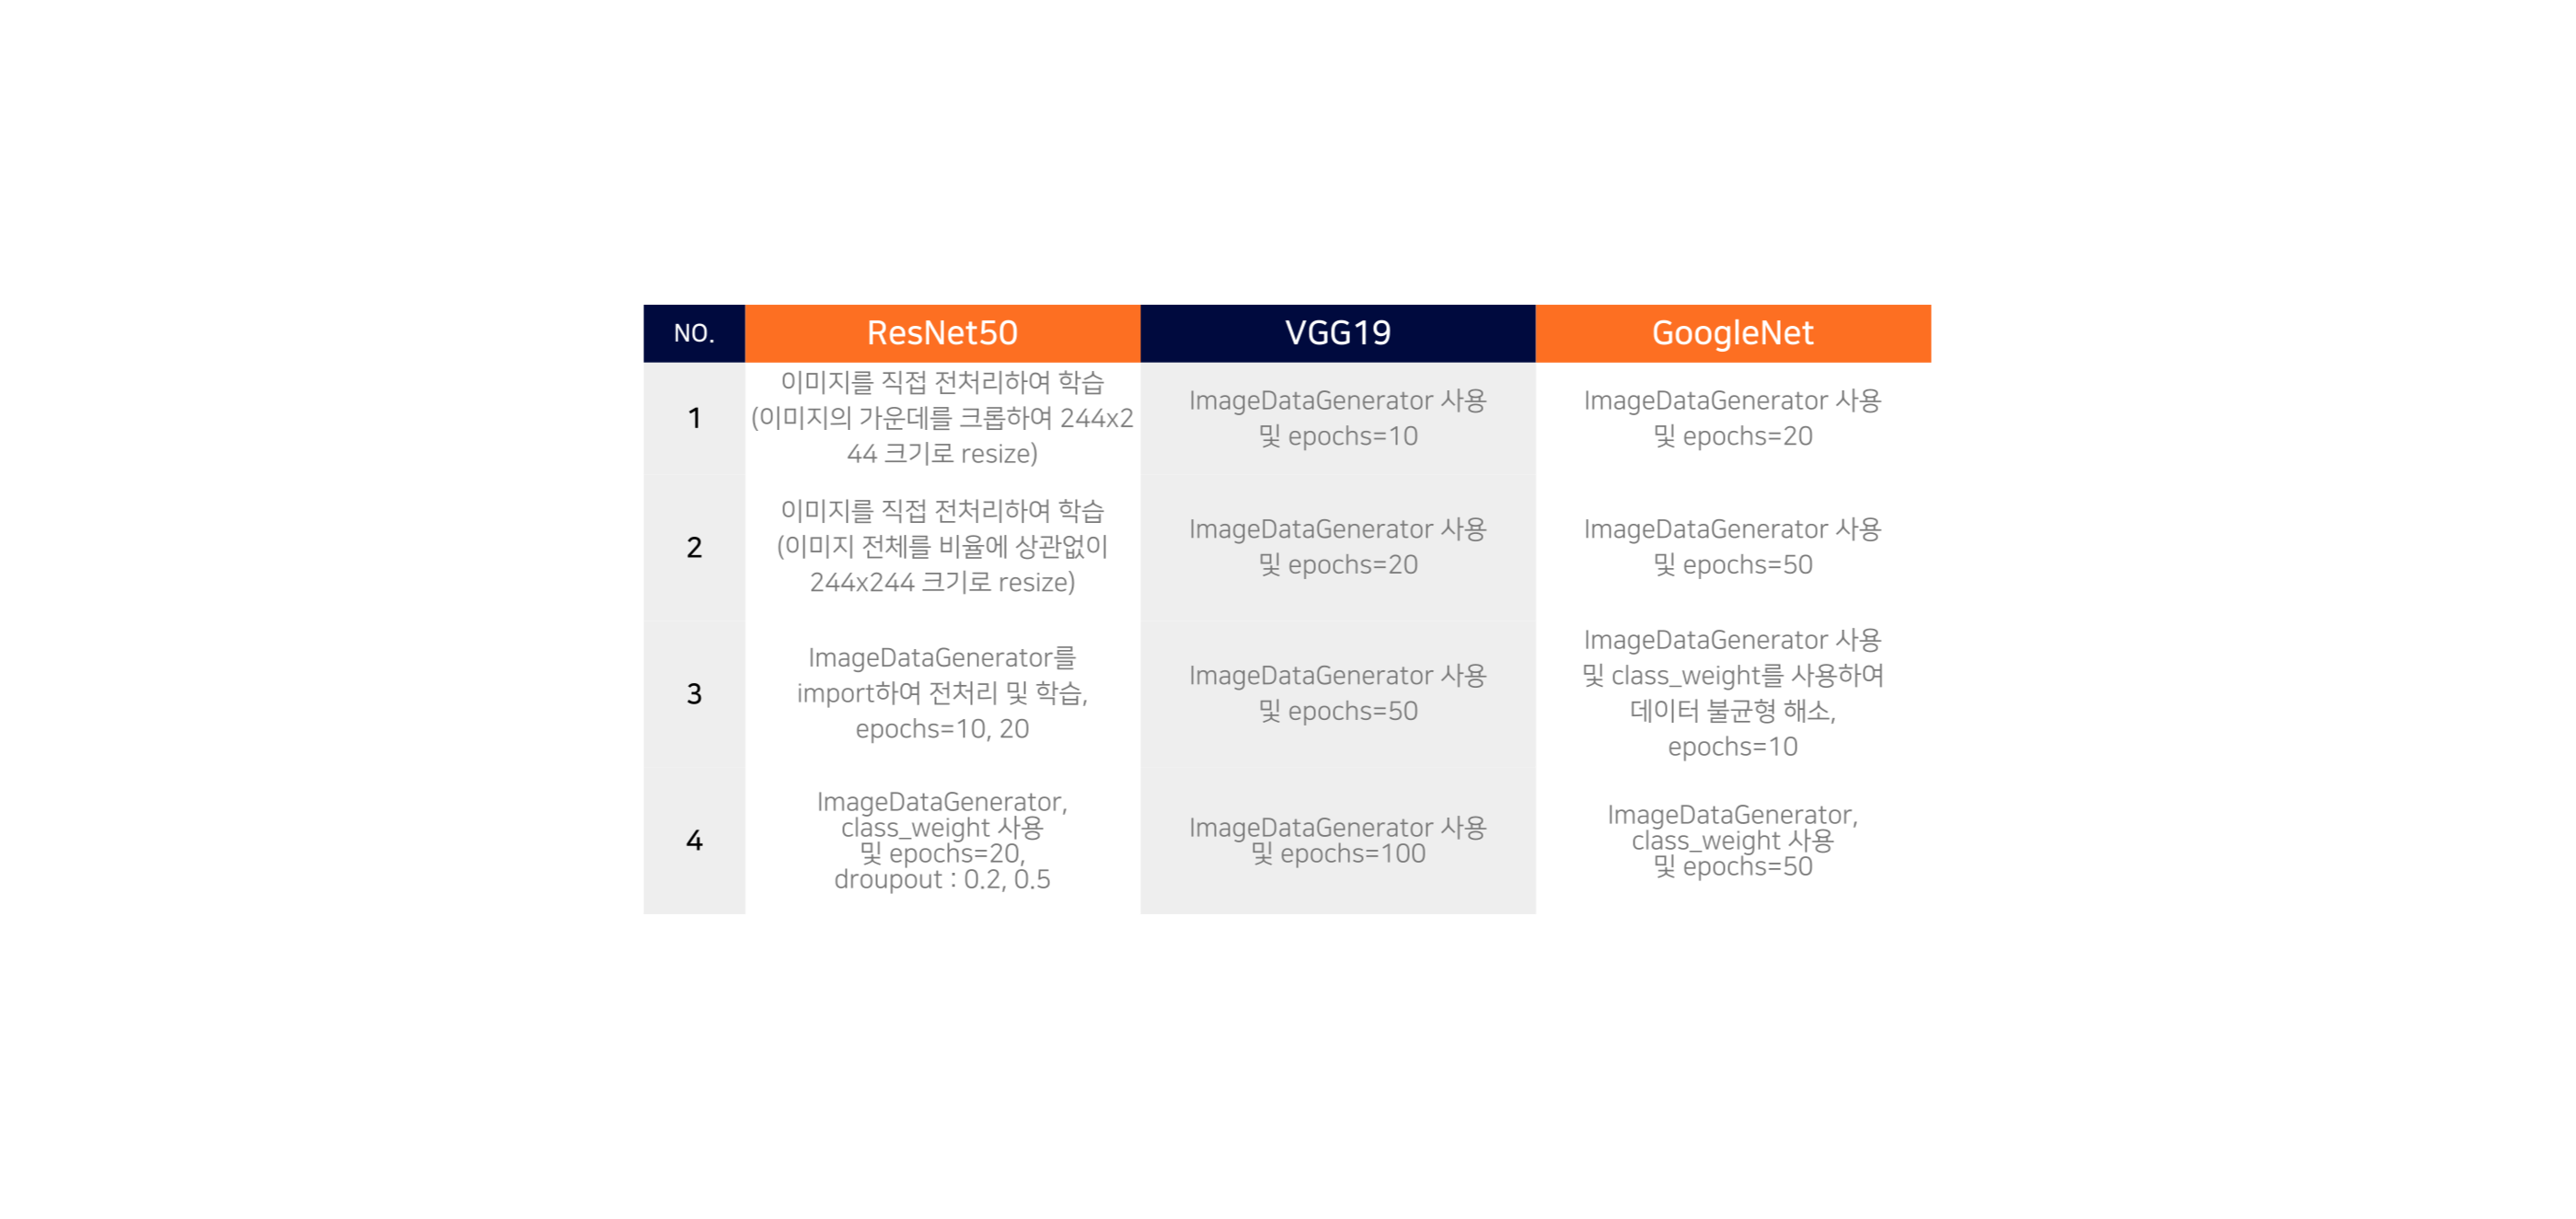 NO.
ResNet50
VGG19
GoogleNet
1
이미지를 직접 전처리하여 학습
(이미지의 가운데를 크롭하여 244x2
44 크기로 resize)
ImageDataGenerator 사용
및 epochs=10
ImageDataGenerator 사용
및 epochs=20
2
이미지를 직접 전처리하여 학습
(이미지 전체를 비율에 상관없이
244x244 크기로 resize)
ImageDataGenerator 사용
및 epochs=20
ImageDataGenerator 사용
및 epochs=50
3
ImageDataGenerator를
import하여 전처리 및 학습,
epochs=10, 20
ImageDataGenerator 사용
및 epochs=50
ImageDataGenerator 사용
및 class_weight를 사용하여
데이터 불균형 해소,
epochs=10
4
ImageDataGenerator,
class_weight 사용
및 epochs=20,
droupout : 0.2, 0.5
ImageDataGenerator 사용
및 epochs=100
ImageDataGenerator,
class_weight 사용
및 epochs=50